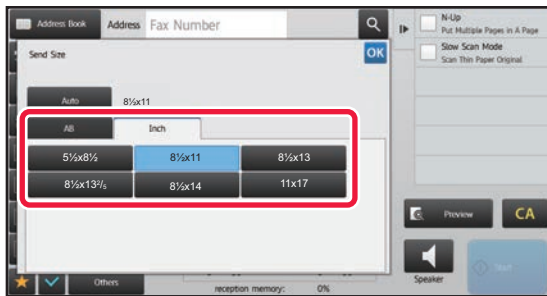 Address Book Address Fax Number
N-Up
Put Multiple Pages in A Page
Send Size OK
Slow Scan Mode
Scan Thin Paper Original
Auto 8½x11
AB Inch
5½x8½ 8½x11 8½x13
8½x13²/₅ 8½x14 11x17
Preview CA
Start
Others
reception memory: 0%
Speaker